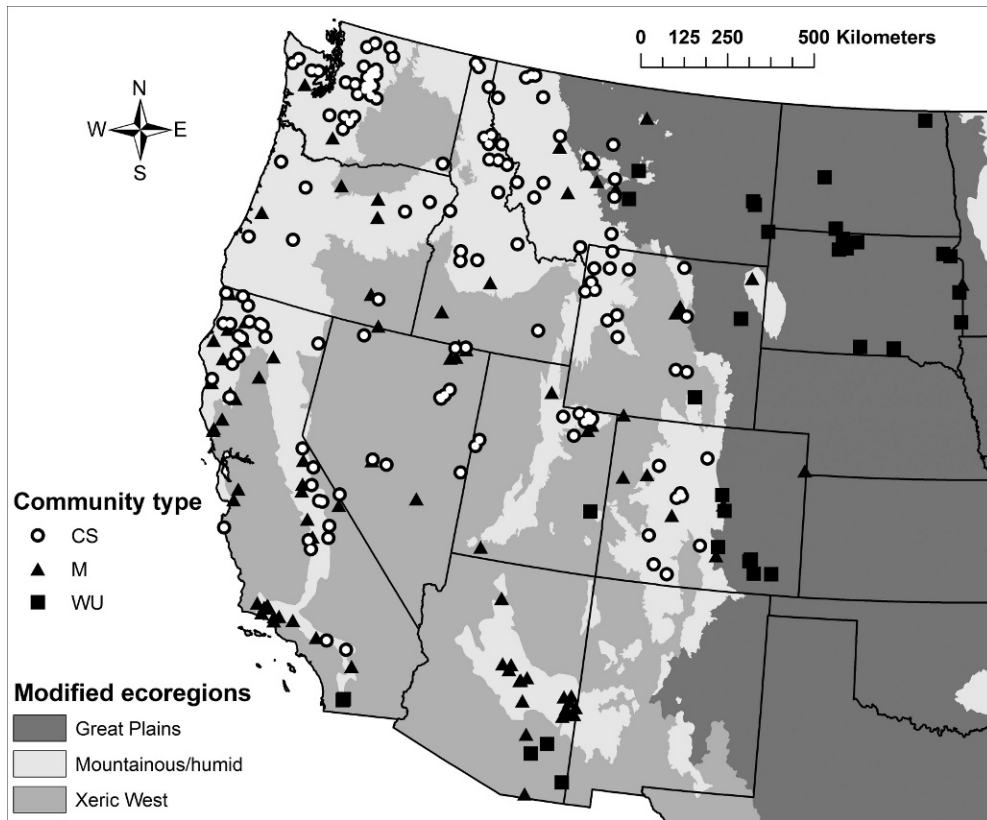 0 125 250 500 Kilometers
N
W E
S
Community type
CS
M
WU
Modified ecoregions
Great Plains
Mountainous/humid
Xeric West